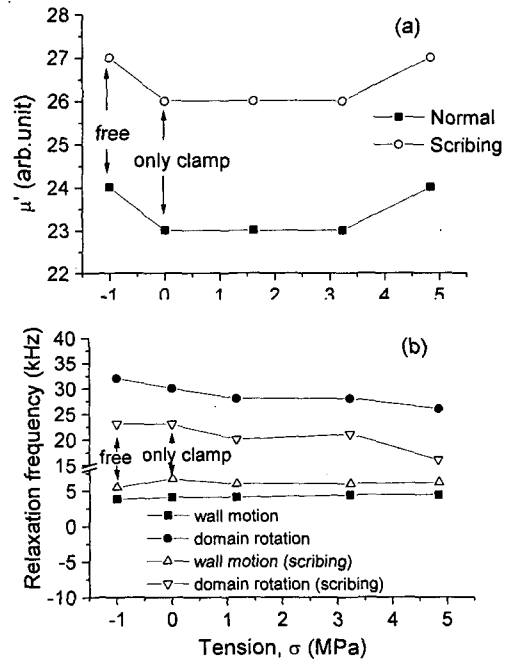 (a)
27
26
25
24
23
22
μ' (arb.unit)
free
only clamp
Normal
Scribing
-1 0 1 2 3 4 5
(b)
40
35
30
25
20
15
5
0
-5
-10
Relaxation frequency (kHz)
free
only clamp
wall motion
domain rotation
wall motion (scribing)
domain rotation (scribing)
-1 0 1 2 3 4 5
Tension, σ (MPa)